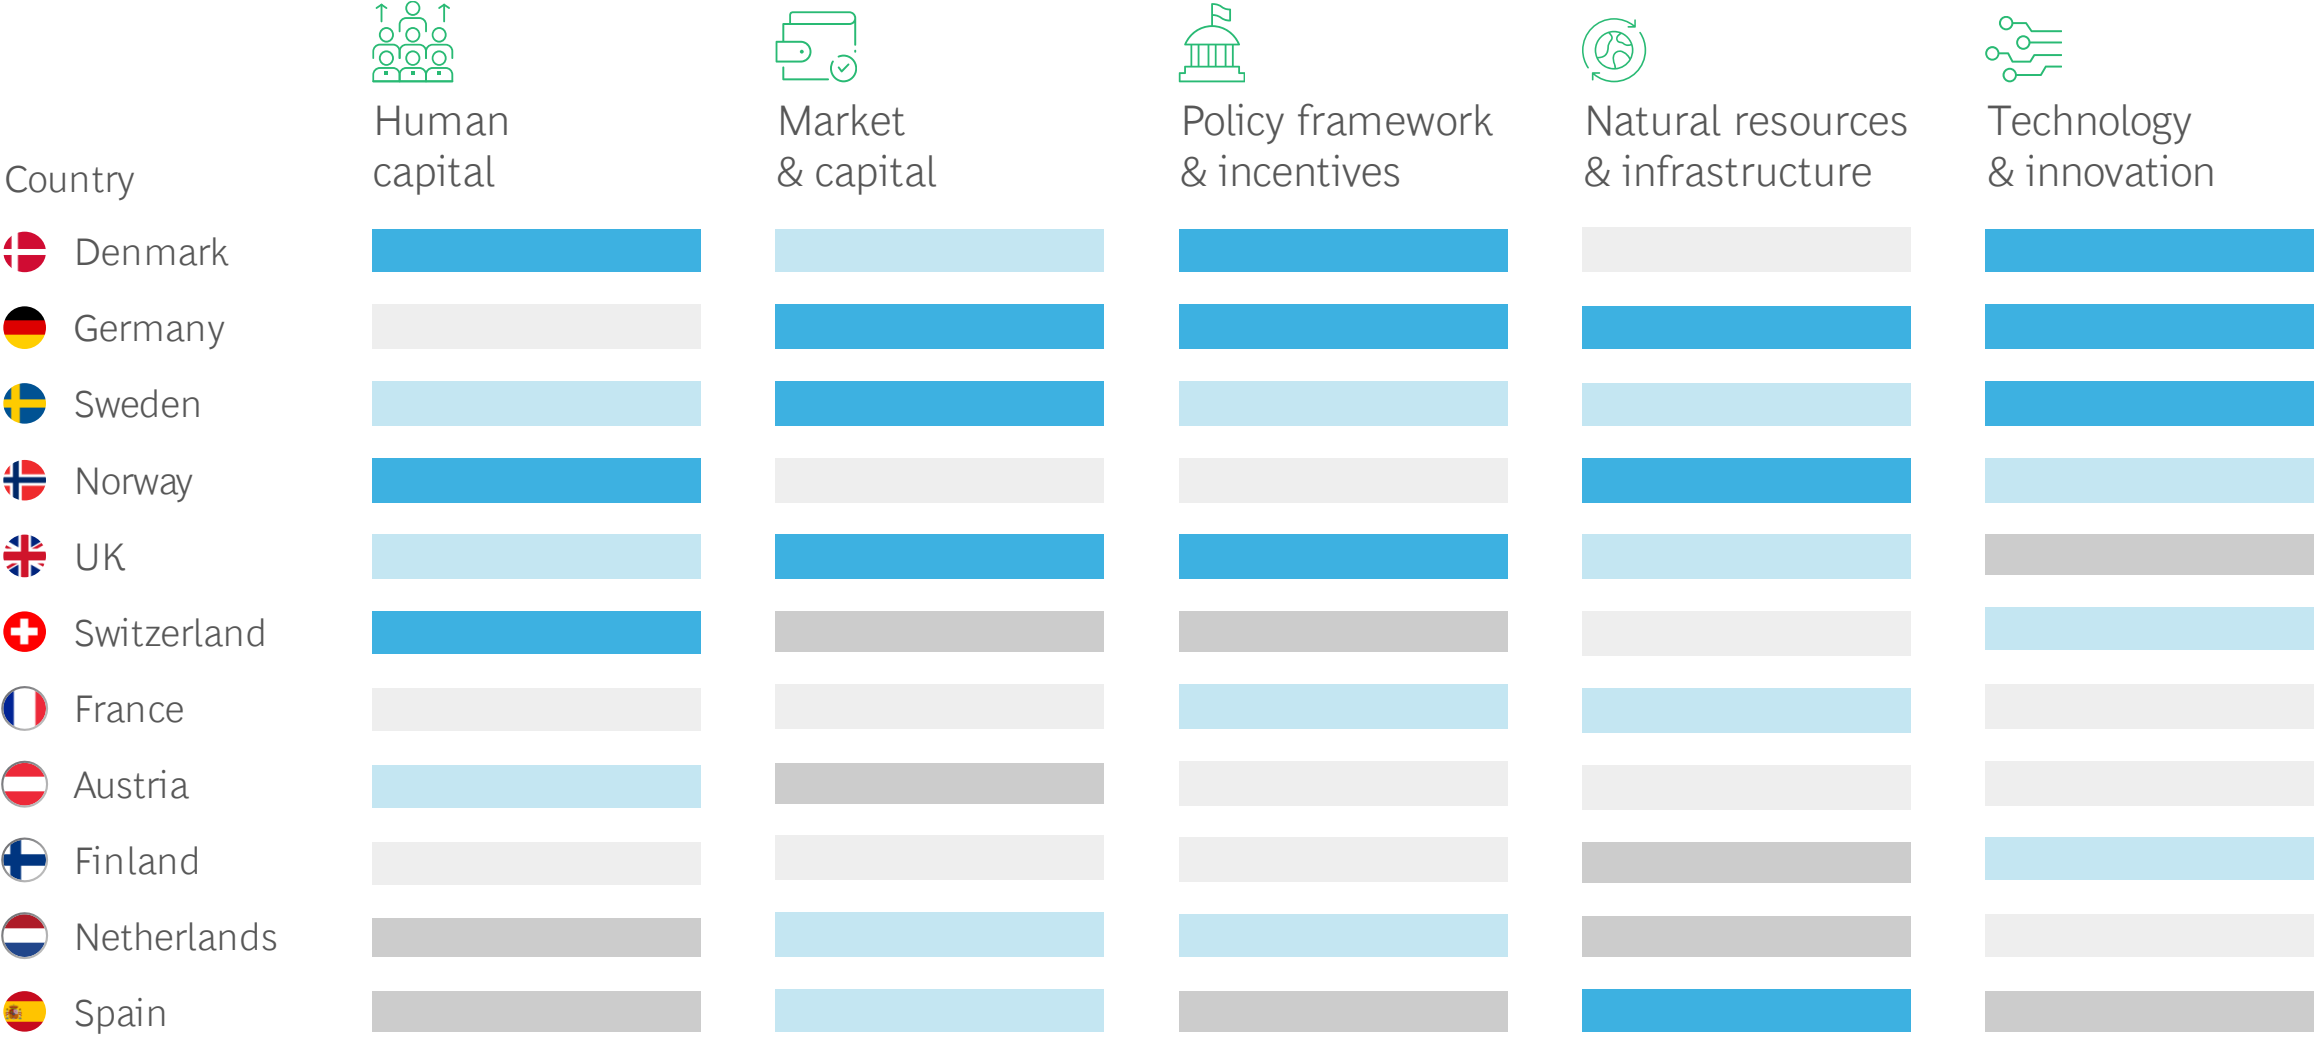 Human
capital
Market
& capital
Policy framework
& incentives
Natural resources
& infrastructure
Technology
& innovation
Country
Denmark
Germany
Sweden
Norway
UK
Switzerland
France
Austria
Finland
Netherlands
Spain